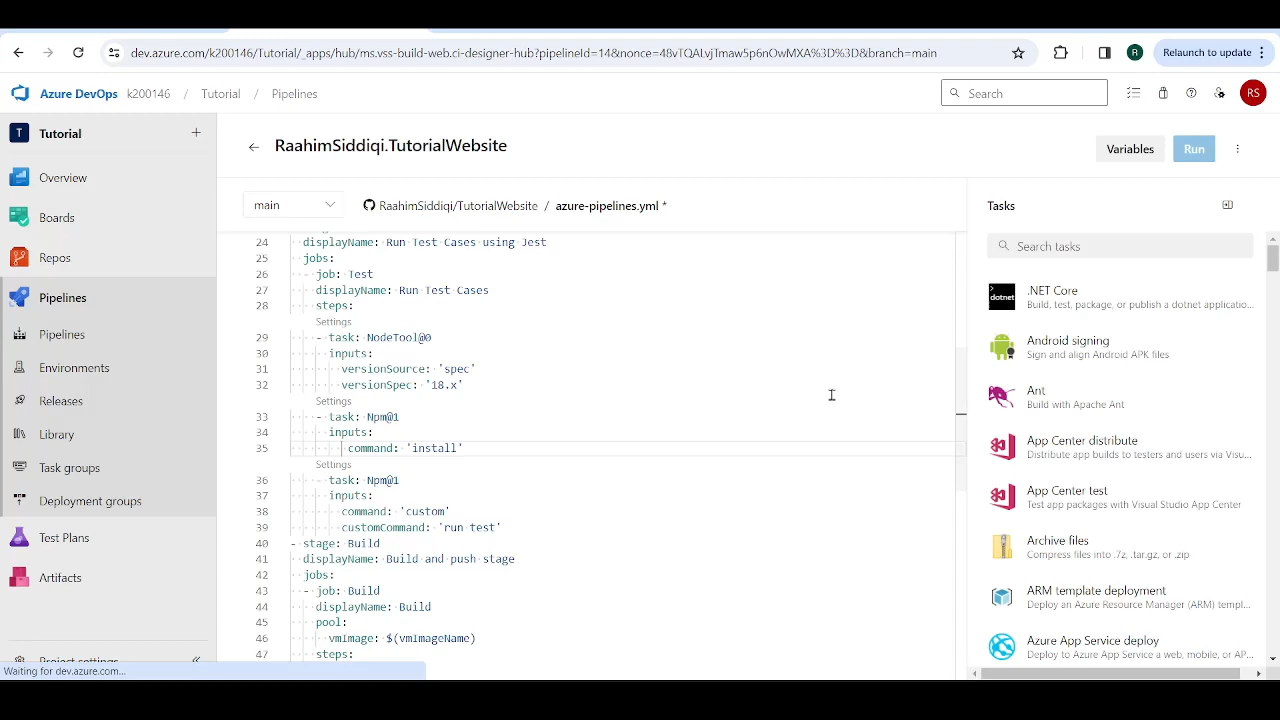 dev.azure.com/k200146/Tutorial/_apps/hub/ms.vss-build-web.ci-designer-hub?pipelineId=14&nonce=48vTQALvjTmaw5p6nOwMXA%3D%3D&branch=main
R
Relaunch to update
Azure DevOps k200146 / Tutorial / Pipelines
Search
RS
T Tutorial +
Overview
Boards
Repos
Pipelines
Pipelines
Environments
Releases
Library
Task groups
Deployment groups
Test Plans
Artifacts
Project settings
Waiting for dev.azure.com...
RaahimSiddiqi.TutorialWebsite
Variables
Run
main
RaahimSiddiqi/TutorialWebsite / azure-pipelines.yml *
24 displayName: Run Test Cases using Jest
25 jobs:
26 - job: Test
27 displayName: Run Test Cases
28 steps:
Settings
29 - task: NodeTool@0
30 inputs:
31 versionSource: 'spec'
32 versionSpec: '18.x'
Settings
33 - task: Npm@1
34 inputs:
35 command: 'install'
Settings
36 - task: Npm@1
37 inputs:
38 command: 'custom'
39 customCommand: 'run test'
40 - stage: Build
41 displayName: Build and push stage
42 jobs:
43 - job: Build
44 displayName: Build
45 pool:
46 vmImage: $(vmImageName)
47 steps:
Tasks
Search tasks
dotnet
.NET Core
Build, test, package, or publish a dotnet applicatio...
Android signing
Sign and align Android APK files
Ant
Build with Apache Ant
App Center distribute
Distribute app builds to testers and users via Visu...
App Center test
Test app packages with Visual Studio App Center
Archive files
Compress files into .7z, .tar.gz, or .zip
ARM template deployment
Deploy an Azure Resource Manager (ARM) templ...
Azure App Service deploy
Deploy to Azure App Service a web, mobile, or AP...